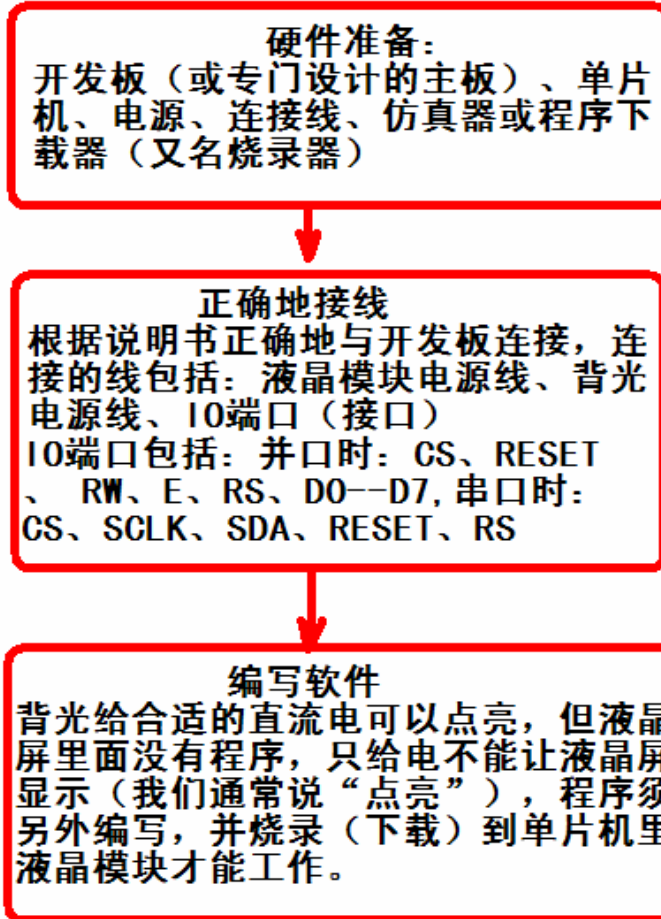 硬件准备：
开发板（或专门设计的主板）、单片
机、电源、连接线、仿真器或程序下
载器（又名烧录器）
正确地接线
根据说明书正确地与开发板连接，连
接的线包括：液晶模块电源线、背光
电源线、IO端口（接口）
IO端口包括：并口时：CS、RESET
、 RW、E、RS、D0--D7,串口时：
CS、SCLK、SDA、RESET、RS
编写软件
背光给合适的直流电可以点亮，但液晶
屏里面没有程序，只给电不能让液晶屏
显示（我们通常说“点亮”），程序须
另外编写，并烧录（下载）到单片机里
液晶模块才能工作。